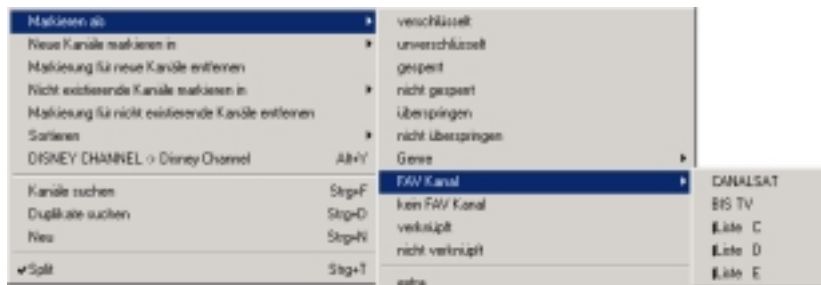 Markieren als
Neue Kanäle markieren in
Markierung für neue Kanäle entfernen
Nicht existierende Kanäle markieren in
Markierung für nicht existierende Kanäle entfernen
Sortieren
DISNEY CHANNEL -> Disney Channel Alt+Y
Kanäle suchen Strg+F
Duplikate suchen Strg+D
Neu Strg+N
Split Strg+T
verschlüsselt
unverschlüsselt
gesperrt
nicht gesperrt
überspringen
nicht überspringen
Genre
FAV Kanal
kein FAV Kanal
verknüpft
nicht verknüpft
extra
CANALSAT
BIS TV
(Liste C
(Liste D
(Liste E